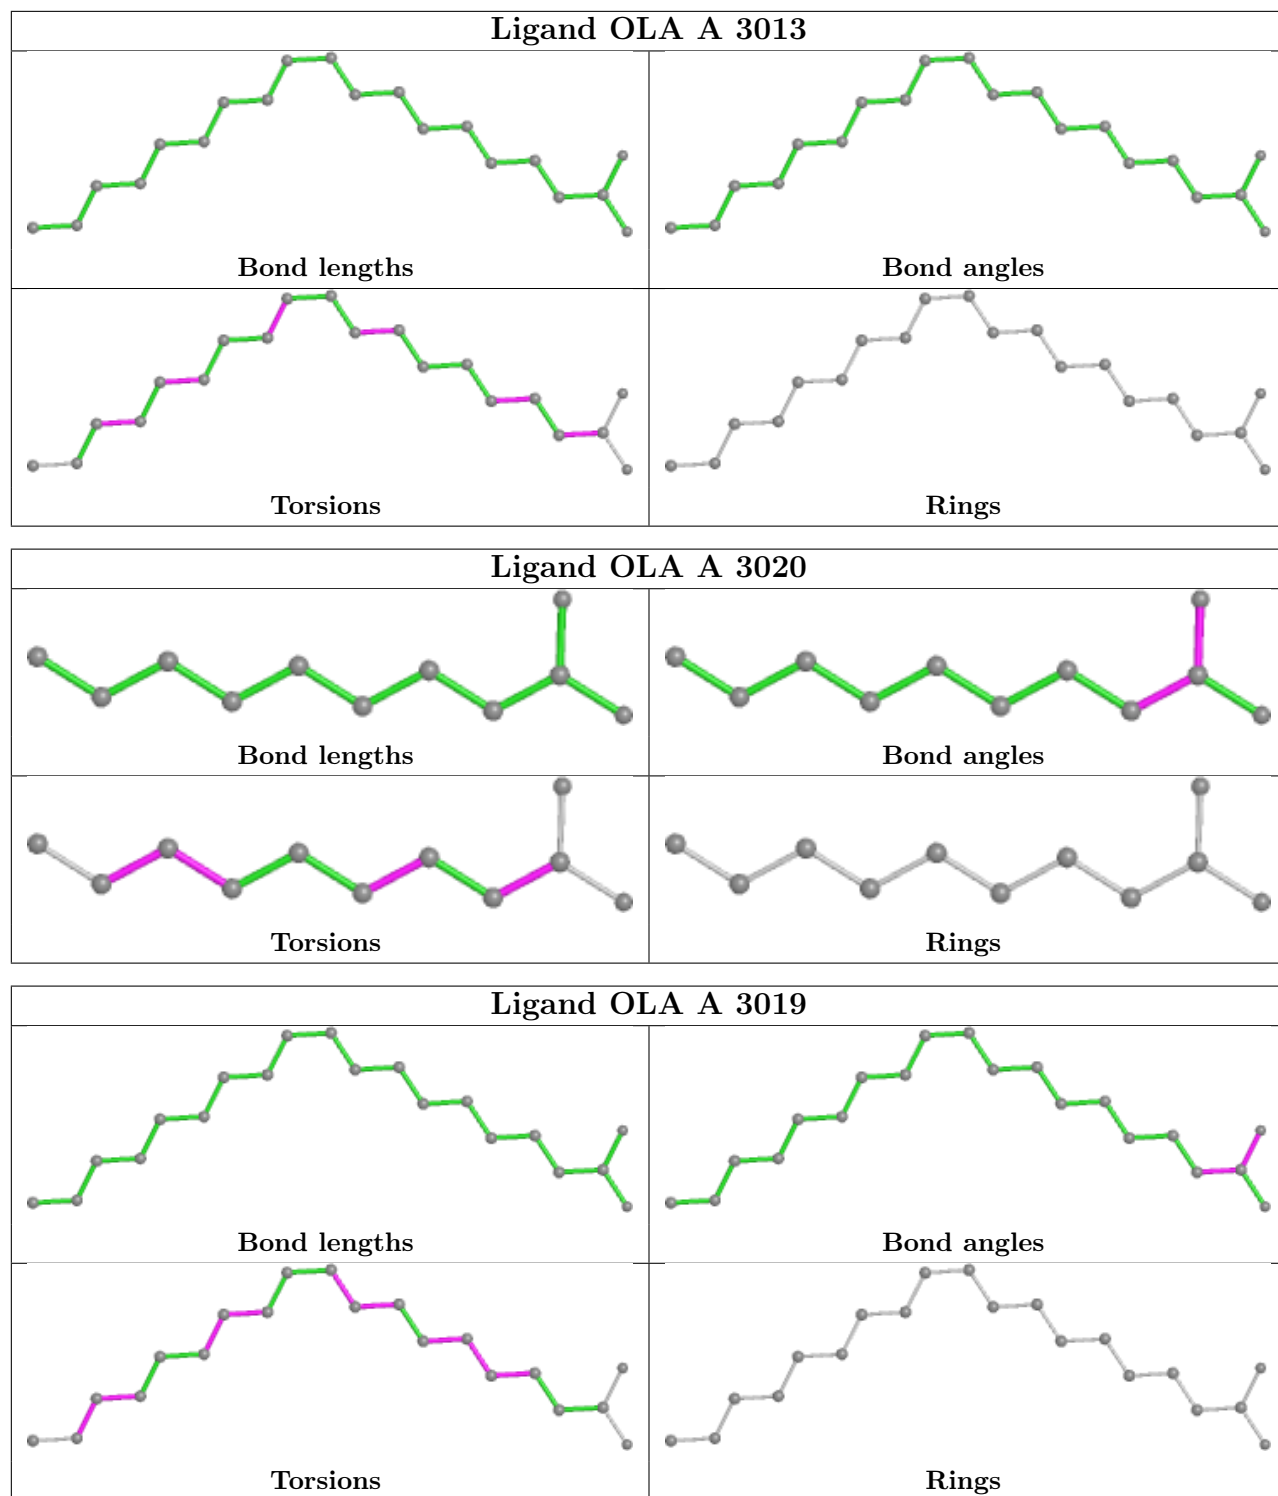 Ligand OLA A 3013
Bond lengths
Bond angles
Torsions
Rings
Ligand OLA A 3020
Bond lengths
Bond angles
Torsions
Rings
Ligand OLA A 3019
Bond lengths
Bond angles
Torsions
Rings